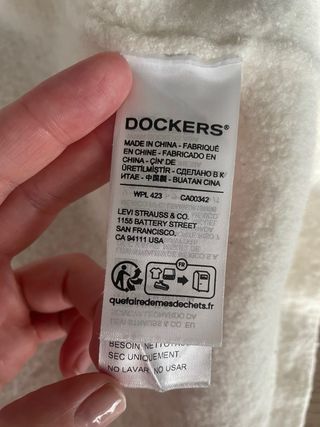 DOCKERS®
MADE IN CHINA - FABRIQUÉ
EN CHINE - FABRICADO EN
CHINA - ÇİN' DE
ÜRETİLMİŞTİR - СДЕЛАНО В К
ИТАЕ - 中国製 - BUATAN CINA
WPL 423 CA00342
LEVI STRAUSS & CO.
1155 BATTERY STREET
SAN FRANCISCO,
CA 94111 USA
FR
quefairedemesdechets.fr
BESOIN. NETTOYAGE
SEC UNIQUEMENT.
NO LAVAR. NO USAR